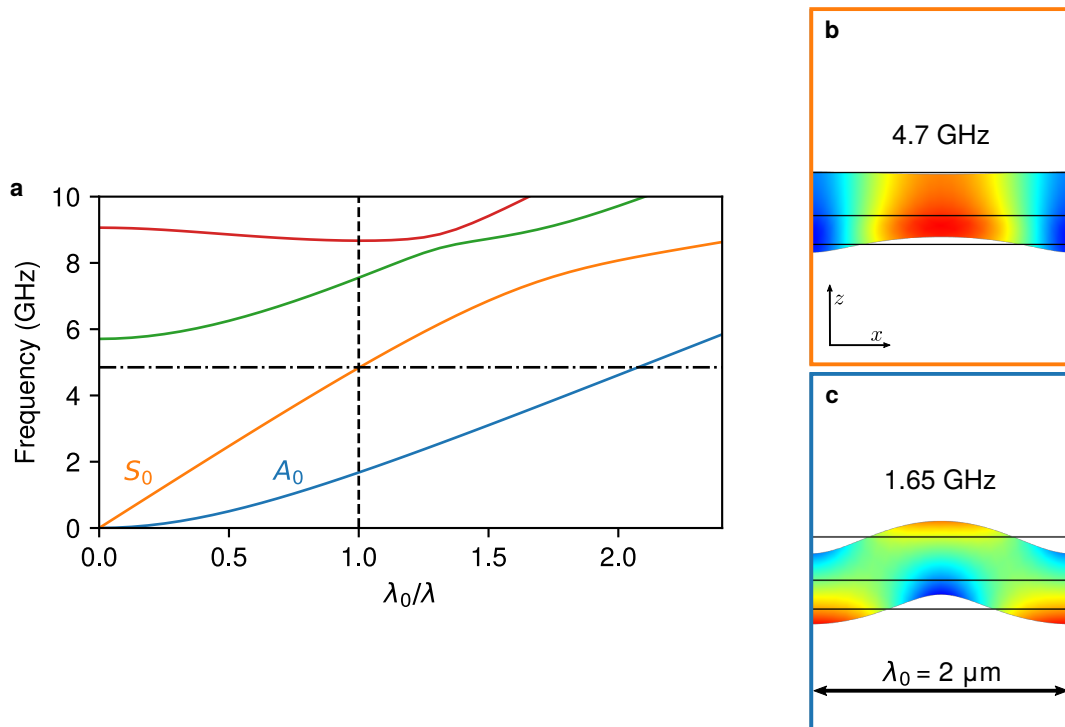 a
Frequency (GHz)
10
8
6
4
2
0
S₀
A₀
0.0 0.5 1.0 1.5 2.0
λ₀/λ
b
4.7 GHz
z
x
c
1.65 GHz
λ₀ = 2 µm